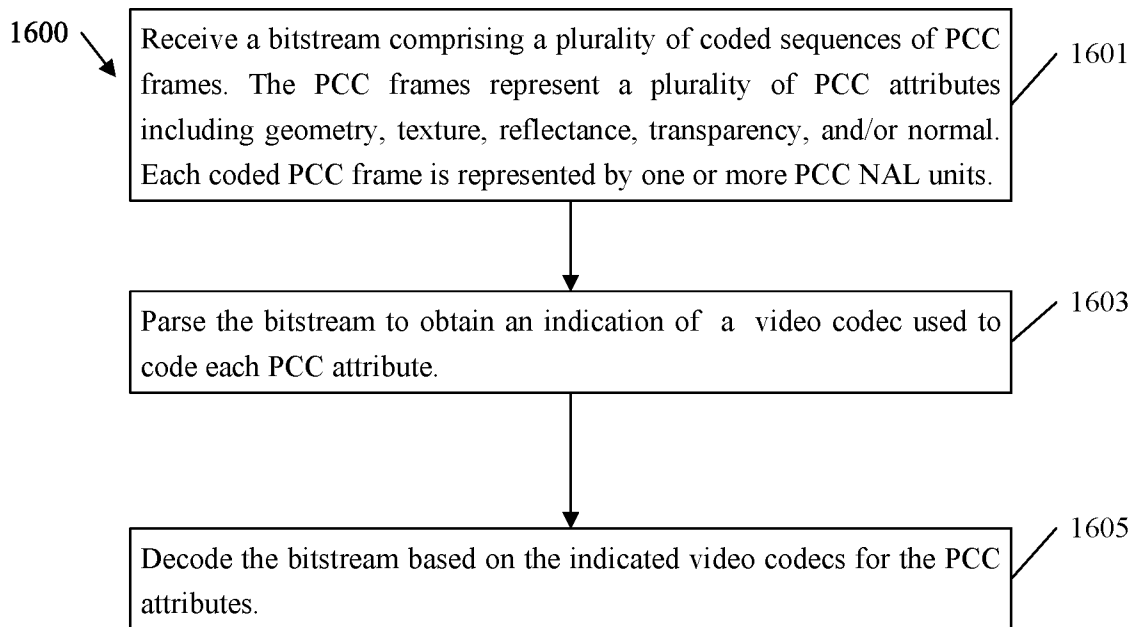 1600
Receive a bitstream comprising a plurality of coded sequences of PCC
frames. The PCC frames represent a plurality of PCC attributes
including geometry, texture, reflectance, transparency, and/or normal.
Each coded PCC frame is represented by one or more PCC NAL units.
1601
Parse the bitstream to obtain an indication of a video codec used to
code each PCC attribute.
1603
Decode the bitstream based on the indicated video codecs for the PCC
attributes.
1605